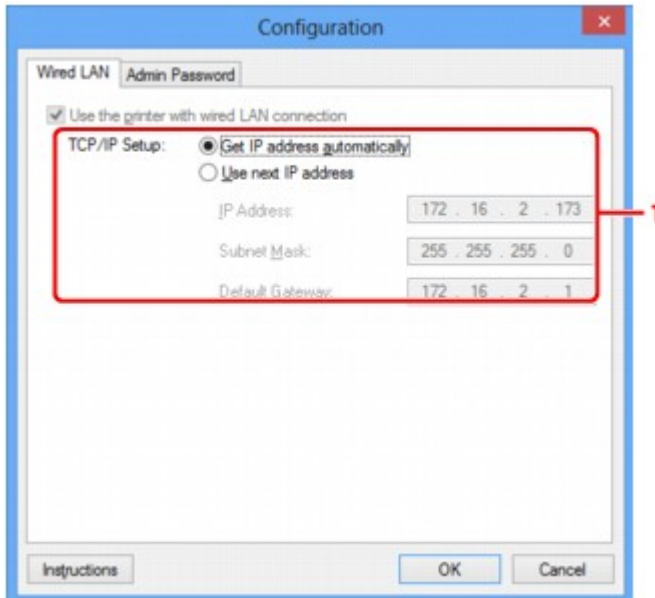 Configuration
Wired LAN Admin Password
Use the printer with wired LAN connection
TCP/IP Setup: Get IP address automatically
Use next IP address
IP Address: 172 . 16 . 2 . 173
1
Subnet Mask: 255 . 255 . 255 . 0
Default Gateway: 172 . 16 . 2 . 1
Instructions OK Cancel